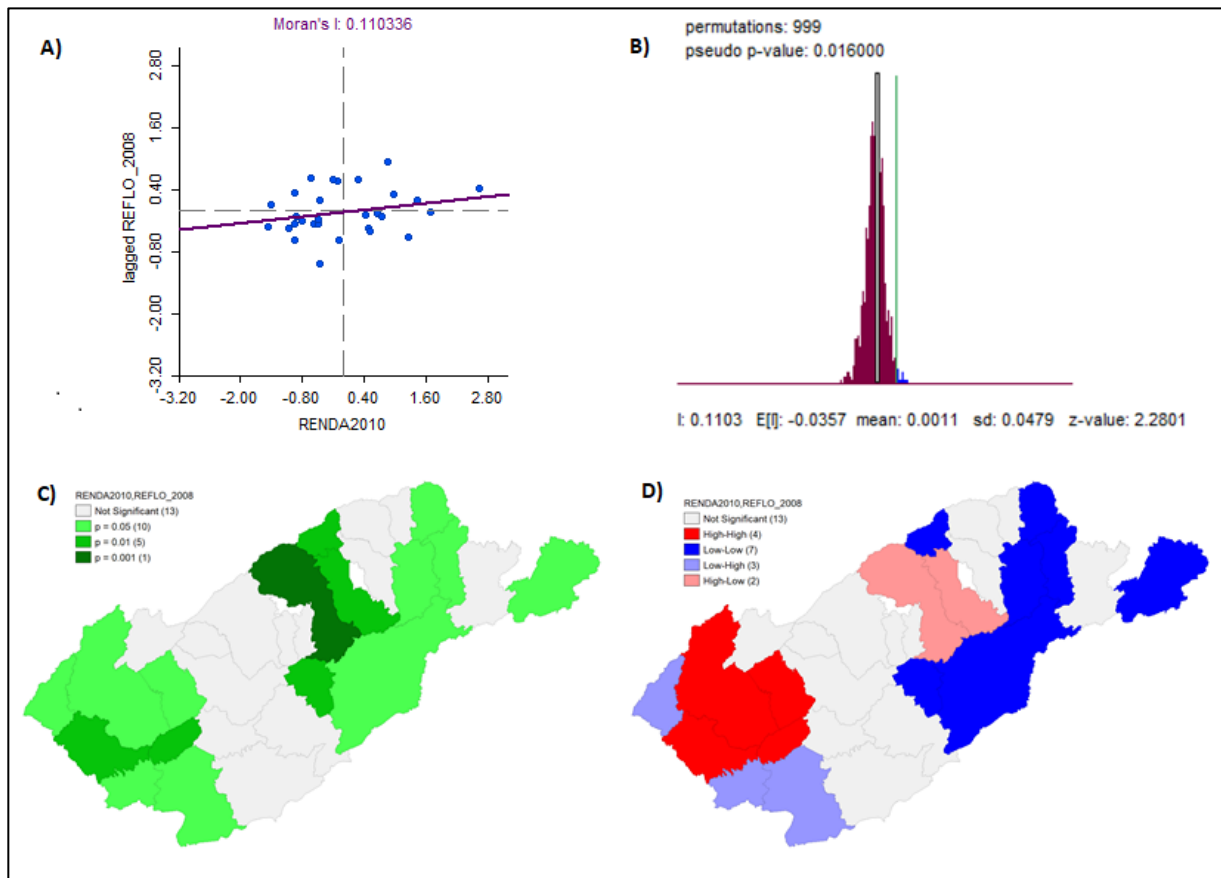 A)
Moran's I: 0.110336
lagged REFLO_2008
2.80
1.60
0.40
-0.80
-2.00
-3.20
-3.20 -2.00 -0.80 0.40 1.60 2.80
RENDA2010
B)
permutations: 999
pseudo p-value: 0.016000
I: 0.1103 E[I]: -0.0357 mean: 0.0011 sd: 0.0479 z-value: 2.2801
C)
RENDA2010,REFLO_2008
Not Significant (13)
p = 0.05 (10)
p = 0.01 (5)
p = 0.001 (1)
D)
RENDA2010,REFLO_2008
Not Significant (13)
High-High (4)
Low-Low (7)
Low-High (3)
High-Low (2)